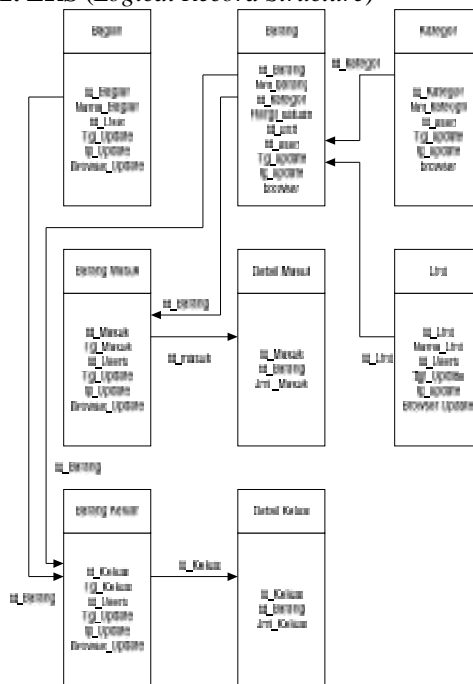 LRS (Logical Record Structure)
Bagian
Id_Bagian
Nama_Bagian
Id_User
Tgl_Update
Ip_Update
Browser_Update
Barang
Id_Barang
Nm_barang
Id_Kategori
Harga_satuan
Id_unit
Id_user
Tgl_update
Ip_update
browser
Id_Kategori
Kategori
Id_Kategori
Nm_Kategori
Id_user
Tgl_update
Ip_update
browser
Barang Masuk
Id_Masuk
Tgl_Masuk
Id_Users
Tgl_Update
Ip_Update
Browser_Update
Id_Barang
Id_masuk
Detail Masuk
Id_Masuk
Id_Barang
Jml_Masuk
Id_Unit
Unit
Id_Unit
Nama_Unit
Id_Users
Tgl_Update
Ip_update
Browser Update
Id_Barang
Id_Barang
Barang Keluar
Id_Keluar
Tgl_Keluar
Id_Users
Tgl_Update
Ip_Update
Browser_Update
Id_Keluar
Detail Keluar
Id_Keluar
Id_Barang
Jml_Keluar